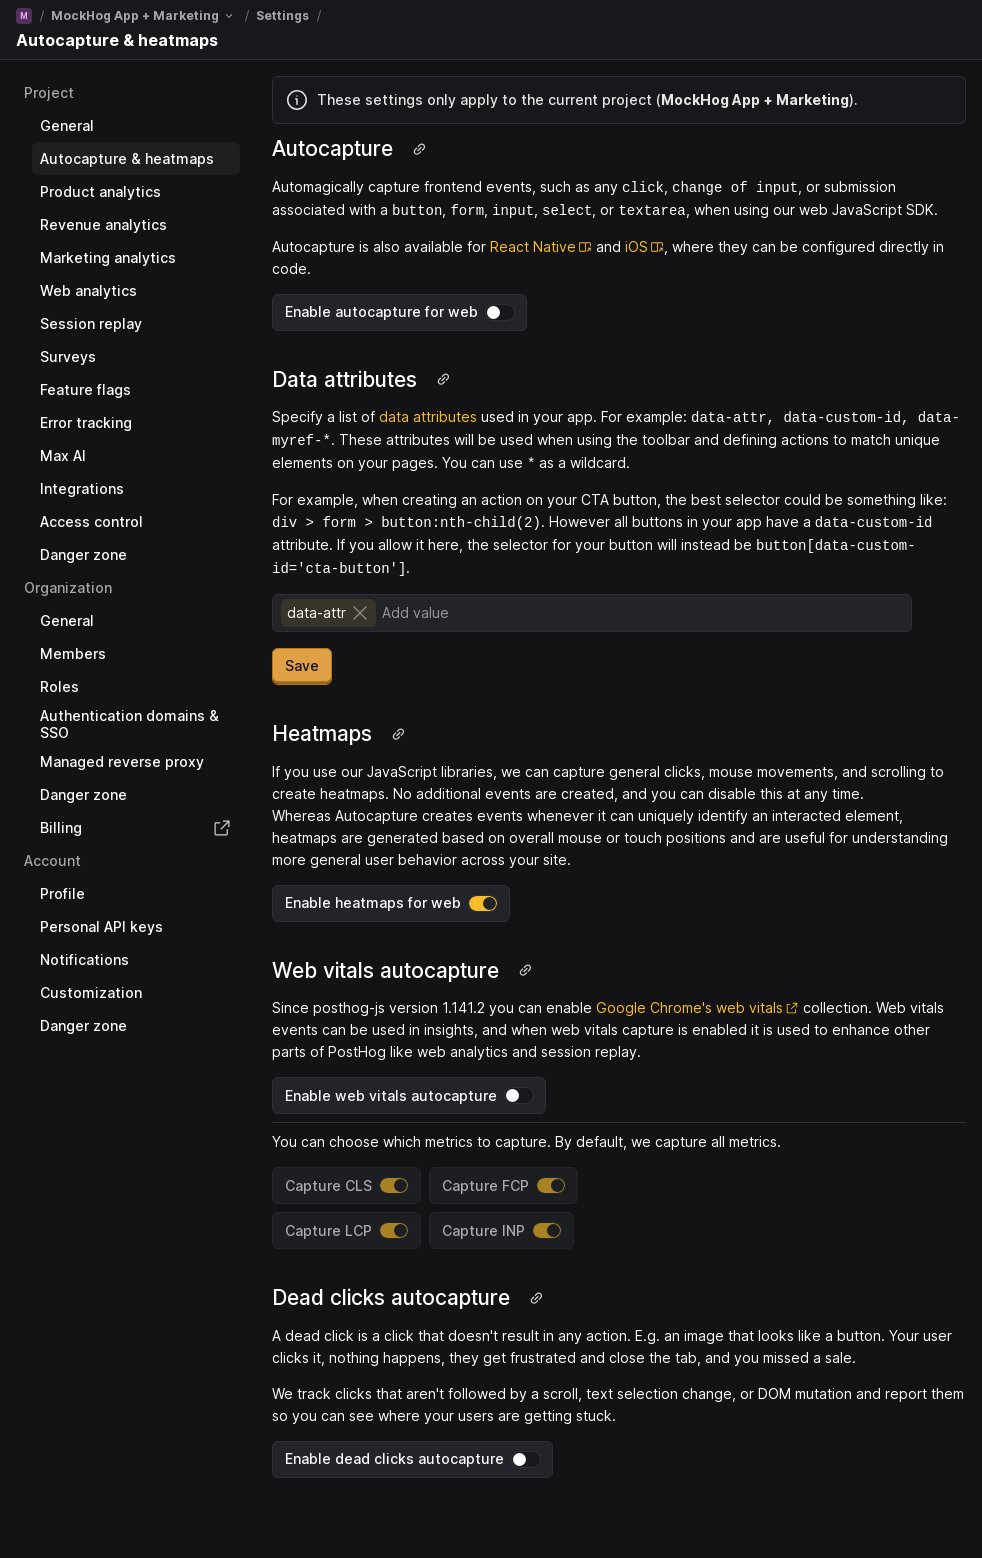 M / MockHog App + Marketing / Settings /
Autocapture & heatmaps
Project
General
Autocapture & heatmaps
Product analytics
Revenue analytics
Marketing analytics
Web analytics
Session replay
Surveys
Feature flags
Error tracking
Max AI
Integrations
Access control
Danger zone
Organization
General
Members
Roles
Authentication domains &
SSO
Managed reverse proxy
Danger zone
Billing
Account
Profile
Personal API keys
Notifications
Customization
Danger zone
These settings only apply to the current project (MockHog App + Marketing).
Autocapture
Automagically capture frontend events, such as any click, change of input, or submission
associated with a button, form, input, select, or textarea, when using our web JavaScript SDK.
Autocapture is also available for React Native and iOS, where they can be configured directly in
code.
Enable autocapture for web
Data attributes
Specify a list of data attributes used in your app. For example: data-attr, data-custom-id, data-
myref-*. These attributes will be used when using the toolbar and defining actions to match unique
elements on your pages. You can use * as a wildcard.
For example, when creating an action on your CTA button, the best selector could be something like:
div > form > button:nth-child(2). However all buttons in your app have a data-custom-id
attribute. If you allow it here, the selector for your button will instead be button[data-custom-
id='cta-button'].
data-attr Add value
Save
Heatmaps
If you use our JavaScript libraries, we can capture general clicks, mouse movements, and scrolling to
create heatmaps. No additional events are created, and you can disable this at any time.
Whereas Autocapture creates events whenever it can uniquely identify an interacted element,
heatmaps are generated based on overall mouse or touch positions and are useful for understanding
more general user behavior across your site.
Enable heatmaps for web
Web vitals autocapture
Since posthog-js version 1.141.2 you can enable Google Chrome's web vitals collection. Web vitals
events can be used in insights, and when web vitals capture is enabled it is used to enhance other
parts of PostHog like web analytics and session replay.
Enable web vitals autocapture
You can choose which metrics to capture. By default, we capture all metrics.
Capture CLS Capture FCP
Capture LCP Capture INP
Dead clicks autocapture
A dead click is a click that doesn't result in any action. E.g. an image that looks like a button. Your user
clicks it, nothing happens, they get frustrated and close the tab, and you missed a sale.
We track clicks that aren't followed by a scroll, text selection change, or DOM mutation and report them
so you can see where your users are getting stuck.
Enable dead clicks autocapture